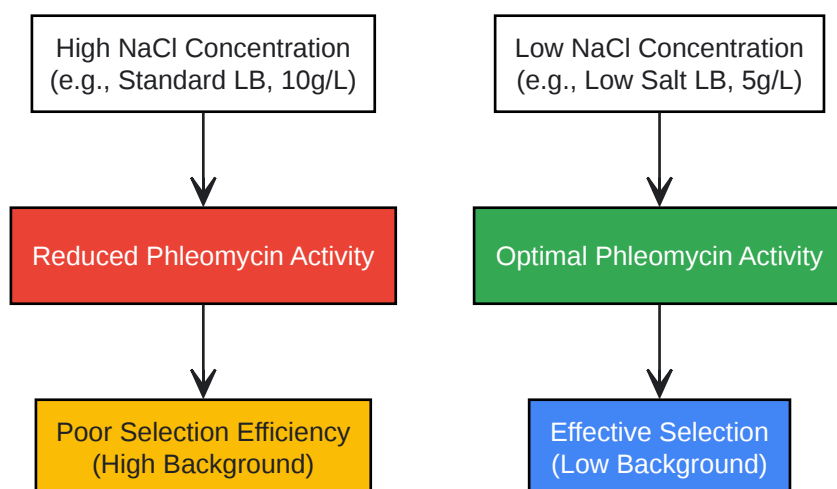 High NaCl Concentration
(e.g., Standard LB, 10g/L)
Low NaCl Concentration
(e.g., Low Salt LB, 5g/L)
Reduced Phleomycin Activity
Optimal Phleomycin Activity
Poor Selection Efficiency
(High Background)
Effective Selection
(Low Background)